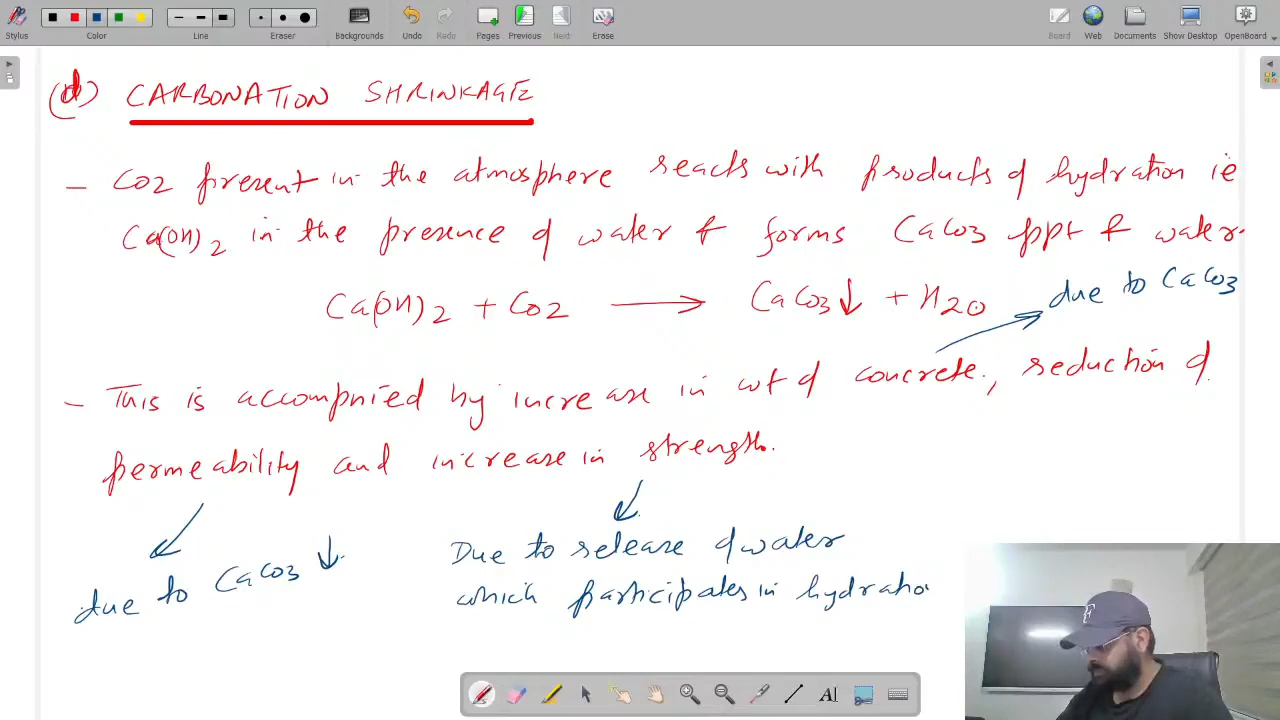 Stylus
Color
Line
Eraser
Backgrounds
Undo
Redo
Pages
Previous
Next
Erase
Board
Web
Documents
Show Desktop
OpenBoard
(d) CARBONATION SHRINKAGE
- CO2 present in the atmosphere reacts with products of hydration ie
Ca(OH)2 in the presence of water & forms CaCO3 ppt & water.
Ca(OH)2 + CO2 → CaCO3↓ + H2O
due to CaCO3
- This is accompnied by increase in wt of concrete, reduction of
permeability and increase in strength.
due to CaCO3 ↓
Due to release of water
which participates in hydratio
AI